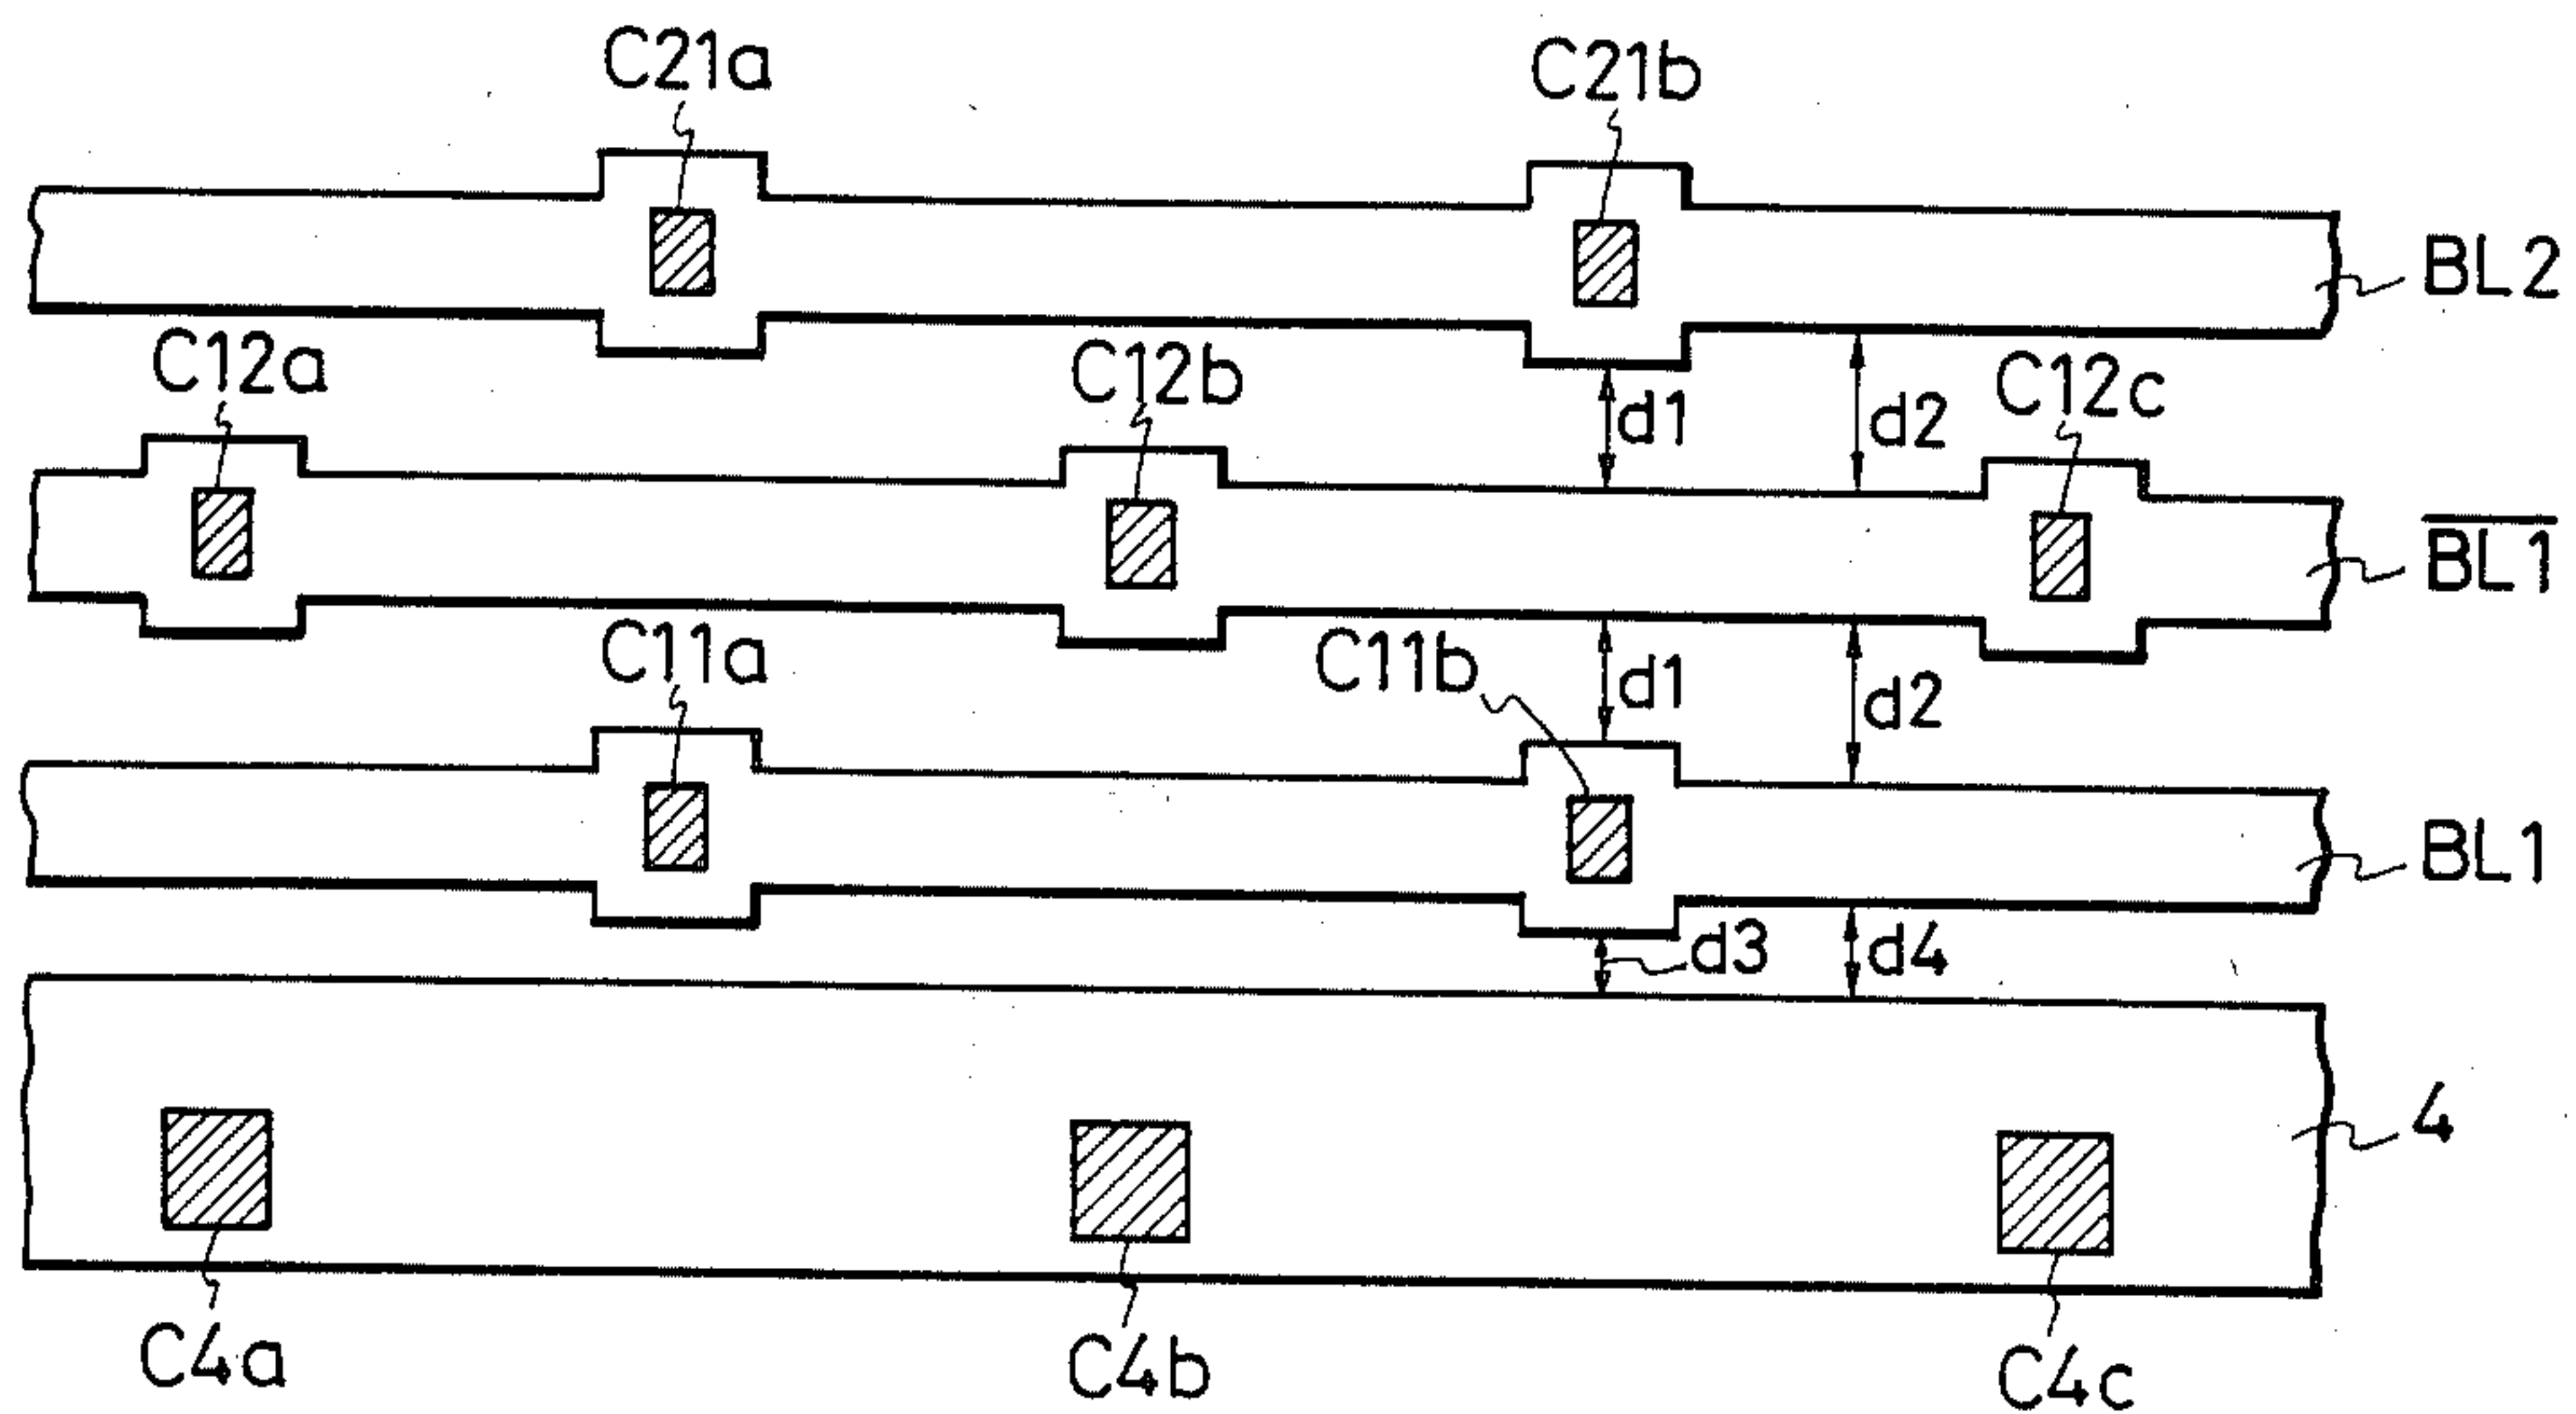 C21a
C21b
BL2
C12a
C12b
d1
d2
C12c
B̅L̅1̅
C11a
C11b
d1
d2
BL1
d3
d4
4
C4a
C4b
C4c